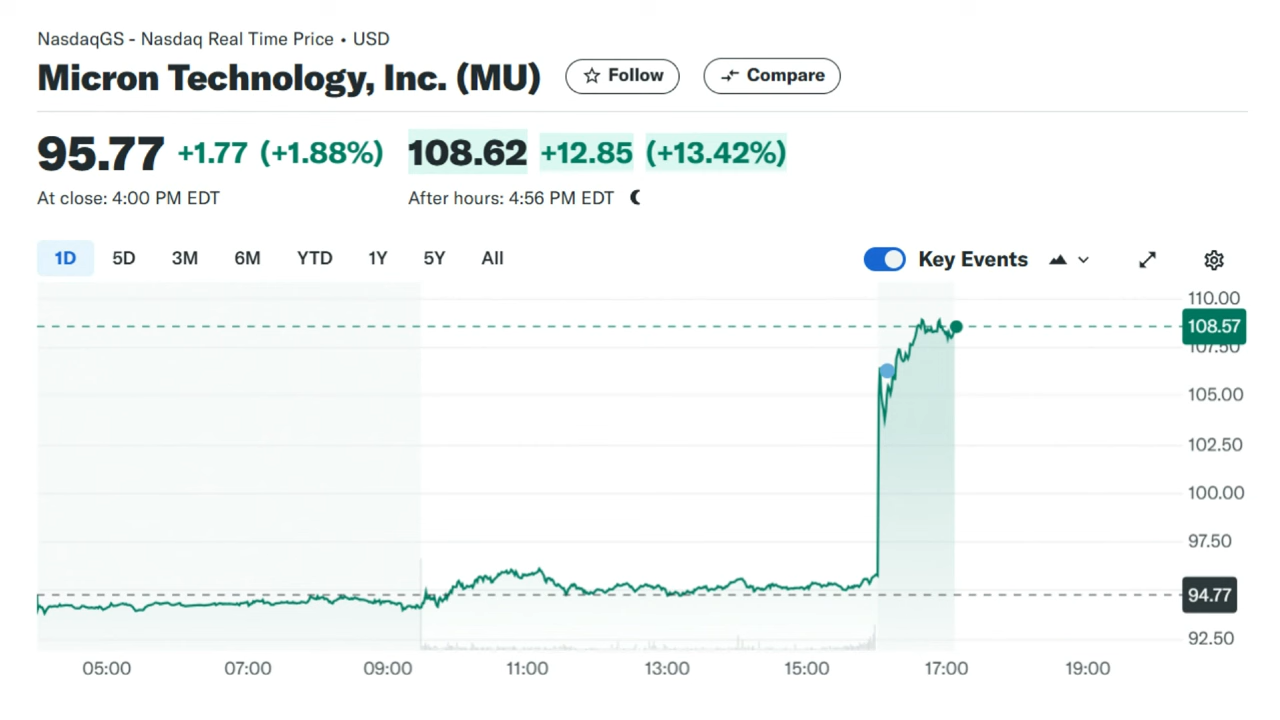 NasdaqGS - Nasdaq Real Time Price • USD
Micron Technology, Inc. (MU) Follow Compare
95.77 +1.77 (+1.88%) 108.62 +12.85 (+13.42%)
At close: 4:00 PM EDT After hours: 4:56 PM EDT
1D 5D 3M 6M YTD 1Y 5Y All Key Events
110.00
108.57
107.50
105.00
102.50
100.00
97.50
94.77
92.50
05:00 07:00 09:00 11:00 13:00 15:00 17:00 19:00